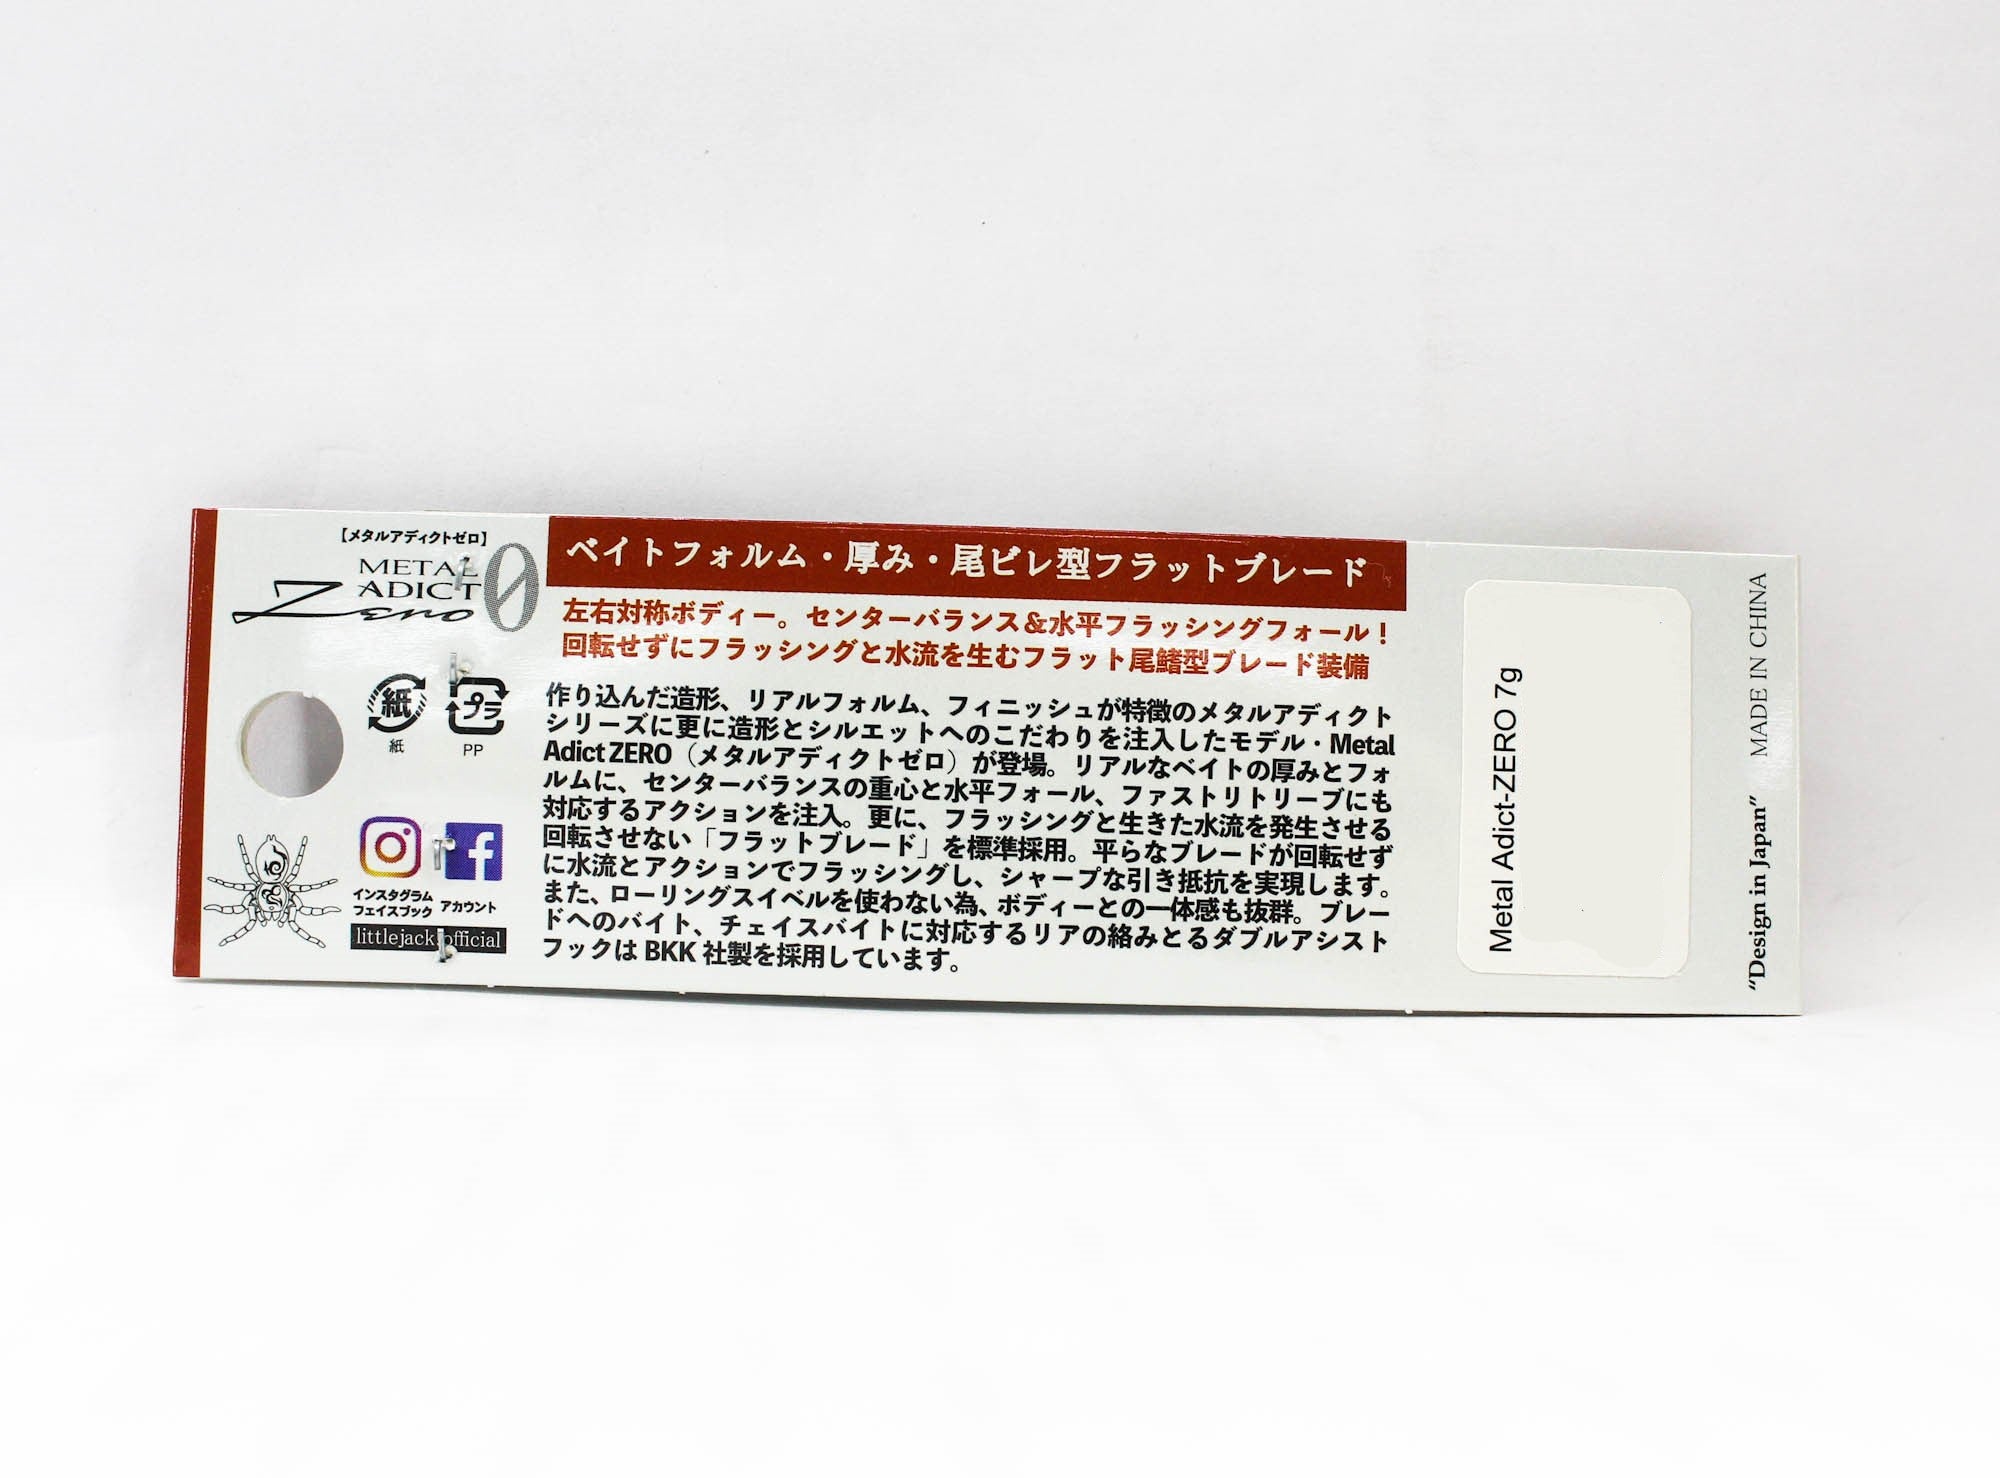 【メタルアディクトゼロ】
METAL
ADICT
Zero
0
紙
紙
プラ
PP
インスタグラム
フェイスブック アカウント
littlejack official
ベイトフォルム・厚み・尾ビレ型フラットブレード
左右対称ボディー。センターバランス&水平フラッシングフォール!
回転せずにフラッシングと水流を生むフラット尾鰭型ブレード装備
作り込んだ造形、リアルフォルム、フィニッシュが特徴のメタルアディクト
シリーズに更に造形とシルエットへのこだわりを注入したモデル・Metal
Adict ZERO（メタルアディクトゼロ）が登場。リアルなベイトの厚みとフォ
ルムに、センターバランスの重心と水平フォール、ファストリトリーブにも
対応するアクションを注入。更に、フラッシングと生きた水流を発生させる
回転させない「フラットブレード」を標準採用。平らなブレードが回転せず
に水流とアクションでフラッシングし、シャープな引き抵抗を実現します。
また、ローリングスイベルを使わない為、ボディーとの一体感も抜群。ブレー
ドへのバイト、チェイスバイトに対応するリアの絡みとるダブルアシスト
フックは BKK 社製を採用しています。
Metal Adict-ZERO 7g
"Design in Japan" MADE IN CHINA